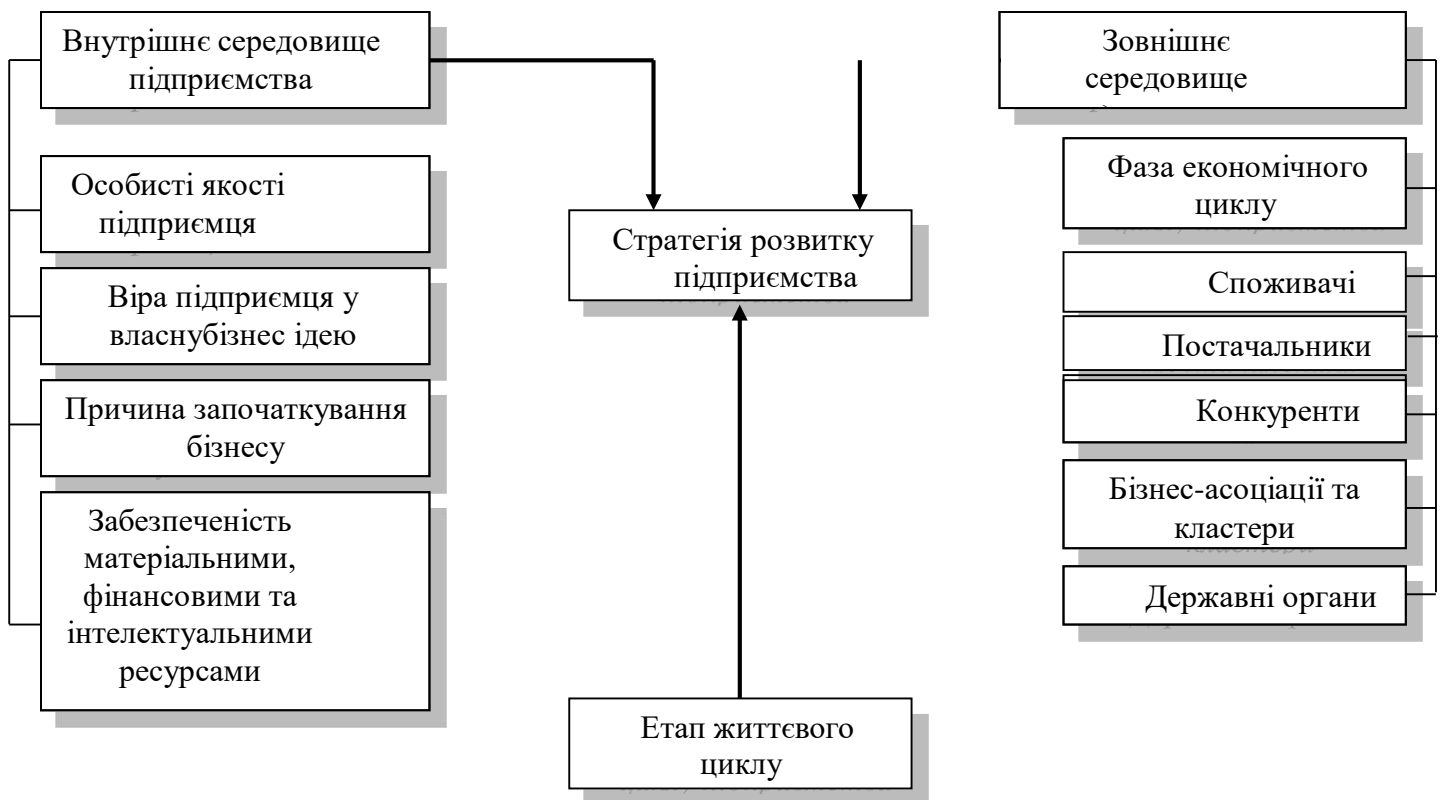 Внутрішнє середовище
підприємства
Особисті якості
підприємця
Віра підприємця у
власнубізнес ідею
Причина започаткування
бізнесу
Забезпеченість
матеріальними,
фінансовими та
інтелектуальними
ресурсами
Стратегія розвитку
підприємства
Етап життєвого
циклу
Зовнішнє
середовище
Фаза економічного
циклу
Споживачі
Постачальники
Конкуренти
Бізнес-асоціації та
кластери
Державні органи